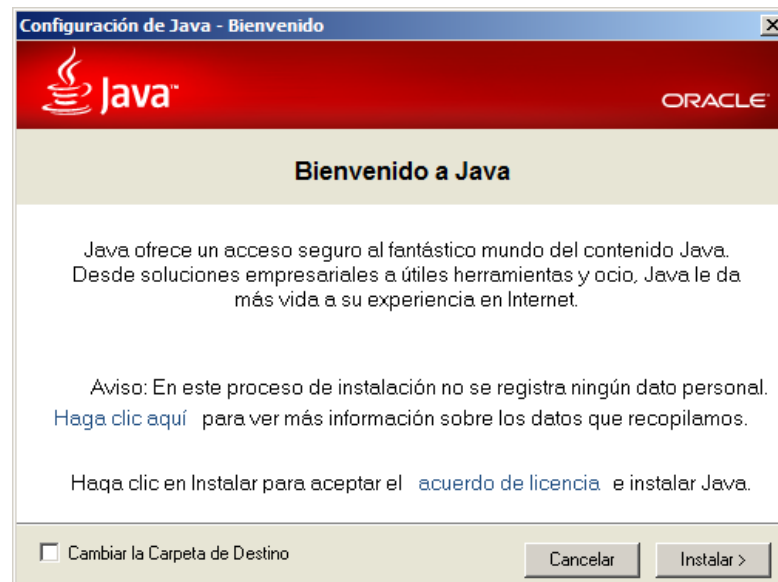 Configuración de Java - Bienvenido
Java™
ORACLE
Bienvenido a Java
Java ofrece un acceso seguro al fantástico mundo del contenido Java.
Desde soluciones empresariales a útiles herramientas y ocio, Java le da
más vida a su experiencia en Internet.
Aviso: En este proceso de instalación no se registra ningún dato personal.
Haga clic aquí para ver más información sobre los datos que recopilamos.
Haga clic en Instalar para aceptar el acuerdo de licencia e instalar Java.
Cambiar la Carpeta de Destino
Cancelar
Instalar >